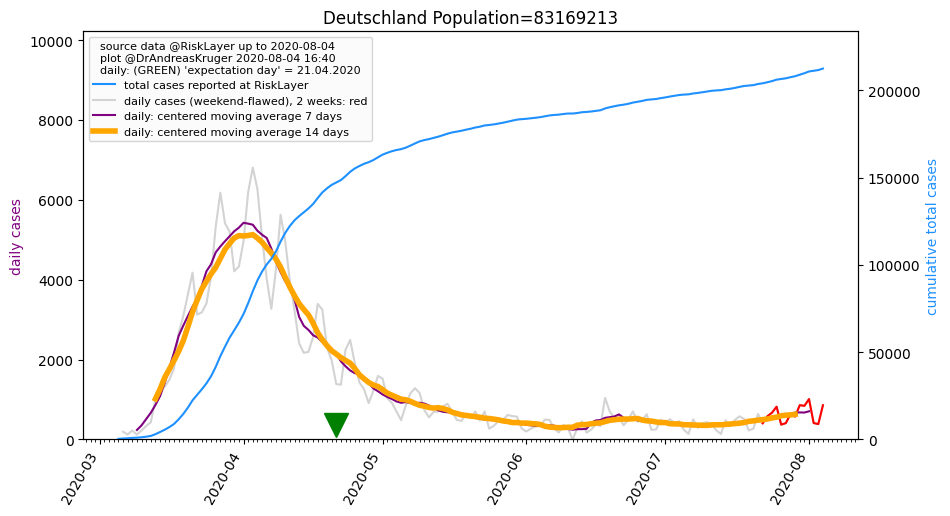 Deutschland Population=83169213
source data @RiskLayer up to 2020-08-04
plot @DrAndreasKruger 2020-08-04 16:40
daily: (GREEN) 'expectation day' = 21.04.2020
total cases reported at RiskLayer
daily cases (weekend-flawed), 2 weeks: red
daily: centered moving average 7 days
daily: centered moving average 14 days
daily cases
10000
8000
6000
4000
2000
0
200000
150000
100000
50000
0
cumulative total cases
2020-03
2020-04
2020-05
2020-06
2020-07
2020-08